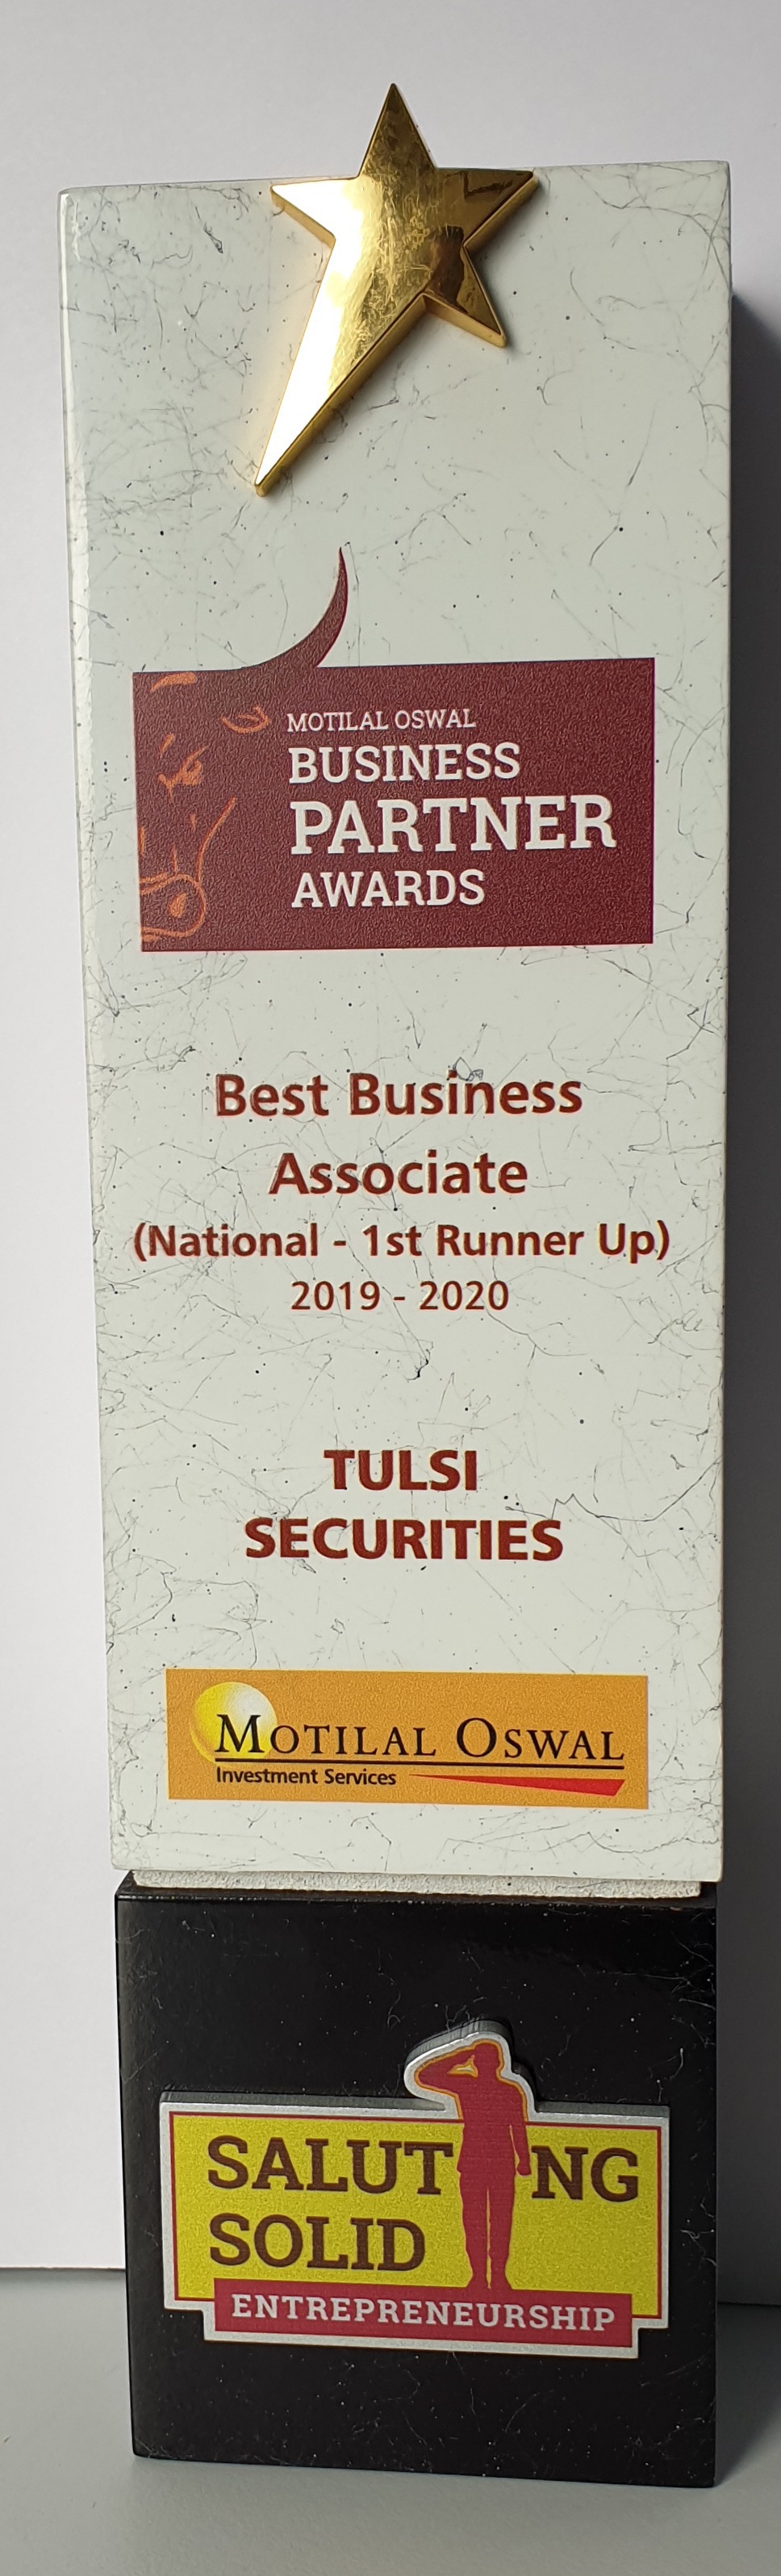 MOTILAL OSWAL
BUSINESS
PARTNER
AWARDS
Best Business
Associate
(National - 1st Runner Up)
2019 - 2020
TULSI
SECURITIES
MOTILAL OSWAL
Investment Services
SALUTING
SOLID
ENTREPRENEURSHIP